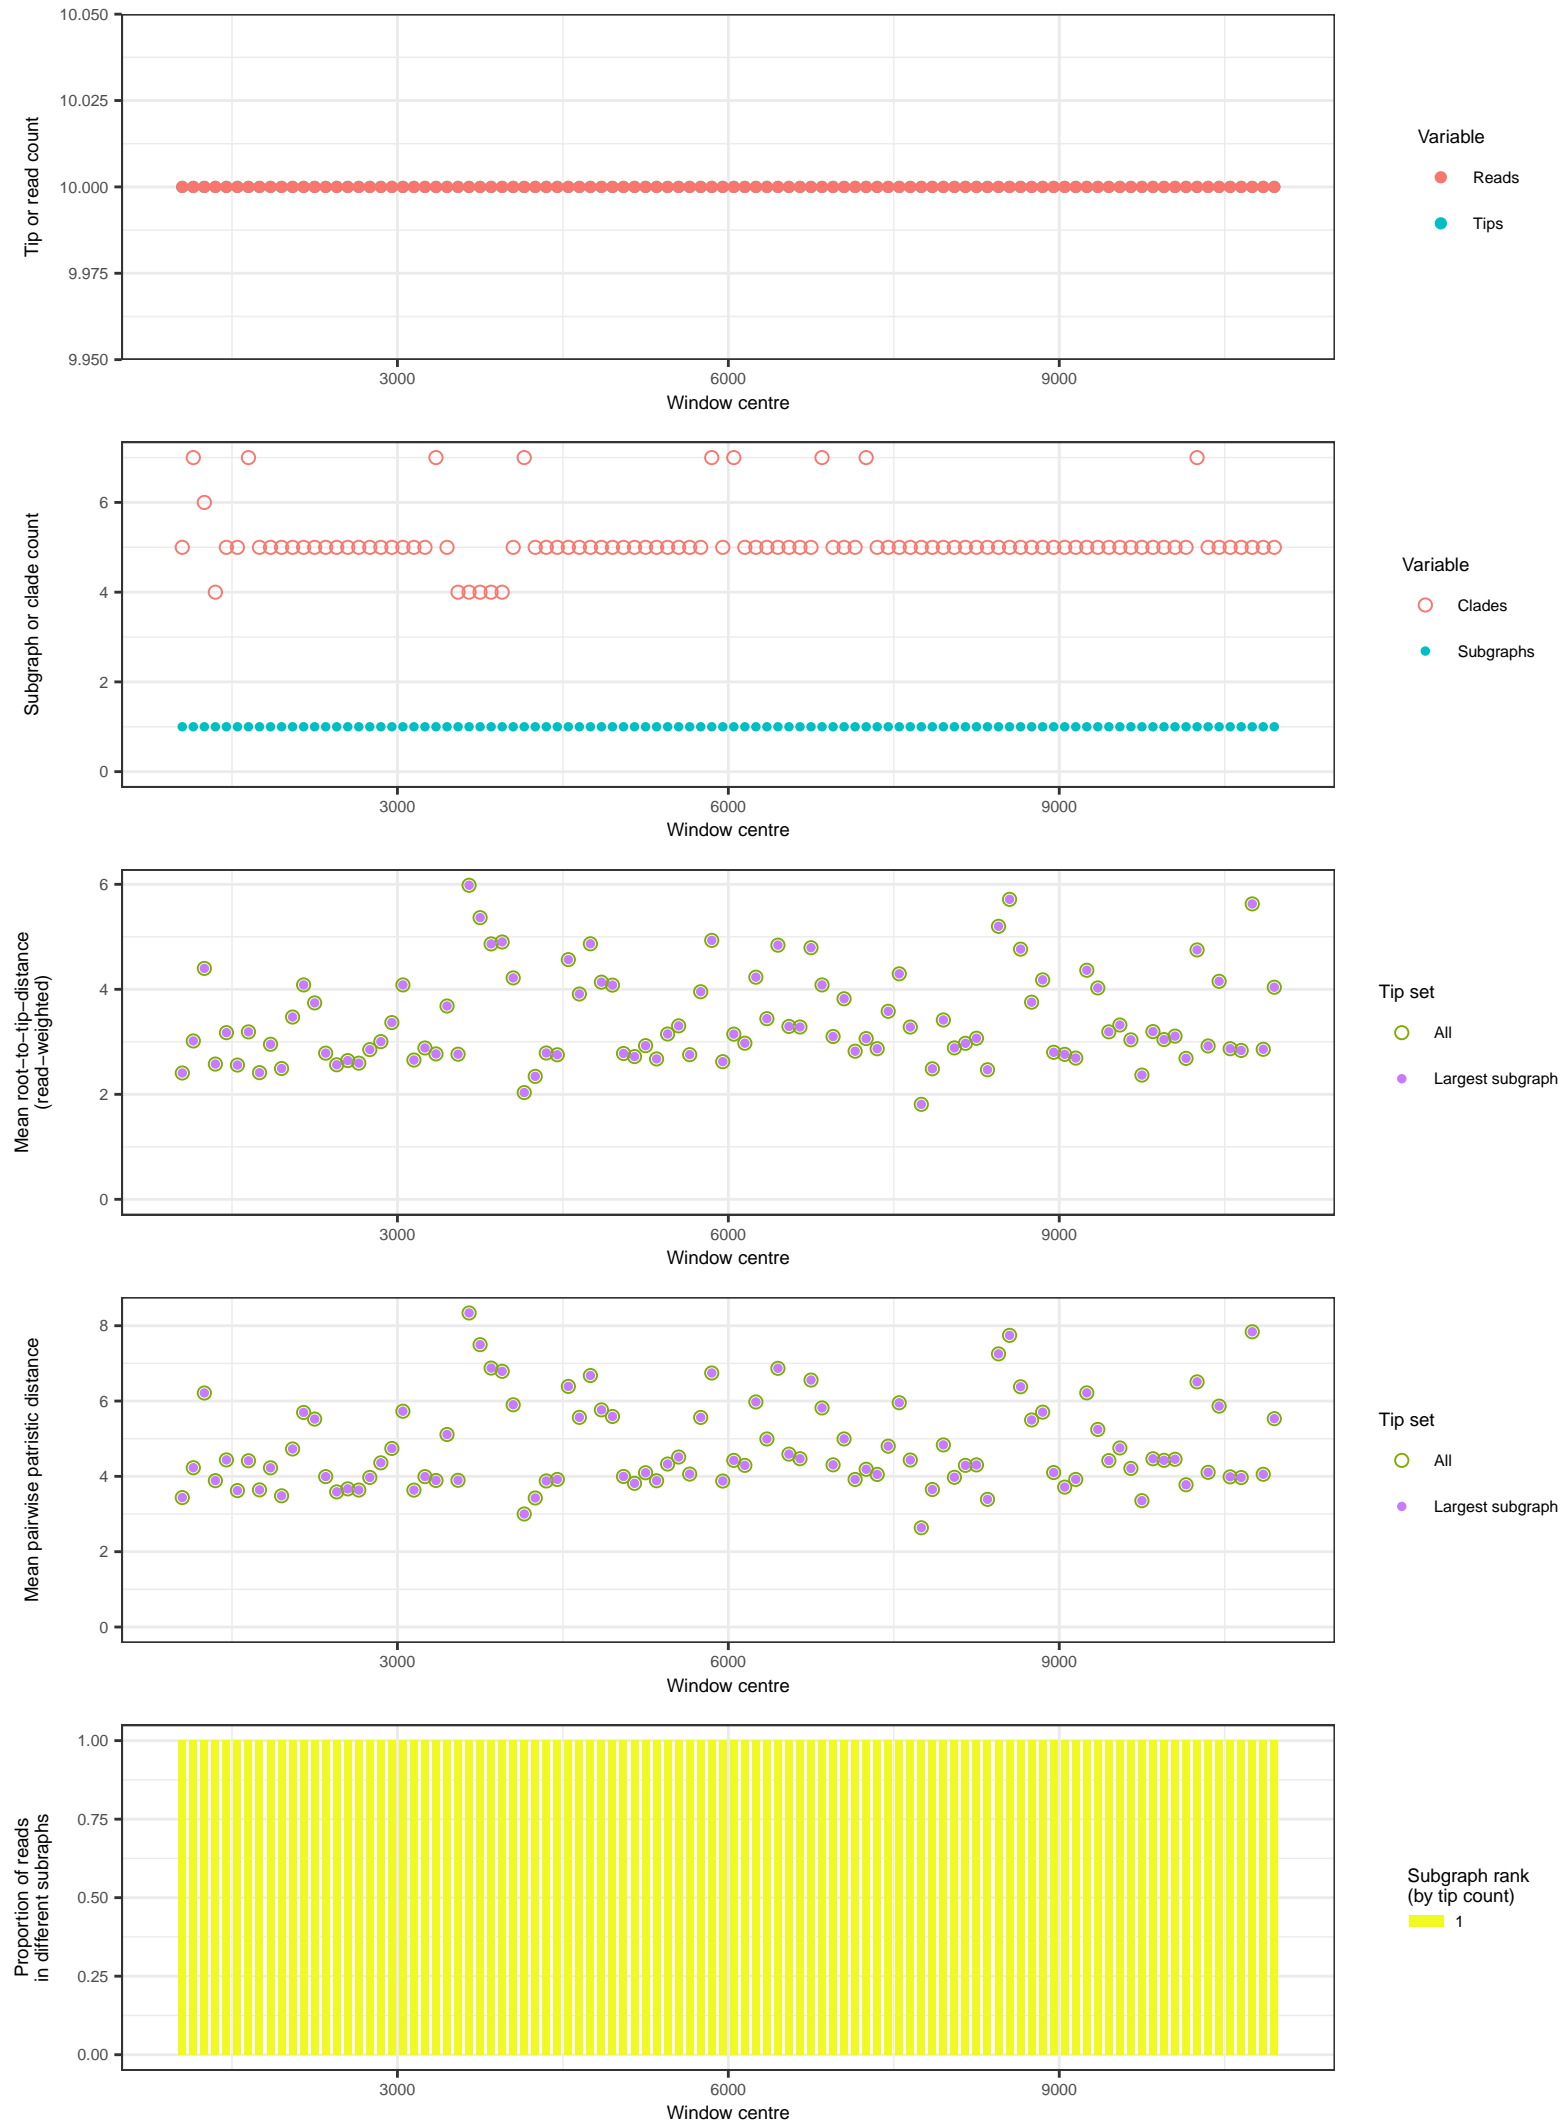 10.050
10.025
10.000
9.975
9.950
Tip or read count
3000 6000 9000
Window centre
Variable
Reads
Tips
6
4
2
0
Subgraph or clade count
3000 6000 9000
Window centre
Variable
Clades
Subgraphs
6
4
2
0
Mean root−to−tip−distance
(read−weighted)
3000 6000 9000
Window centre
Tip set
All
Largest subgraph
8
6
4
2
0
Mean pairwise patristic distance
3000 6000 9000
Window centre
Tip set
All
Largest subgraph
1.00
0.75
0.50
0.25
0.00
Proportion of reads
in different subraphs
3000 6000 9000
Window centre
Subgraph rank
(by tip count)
1